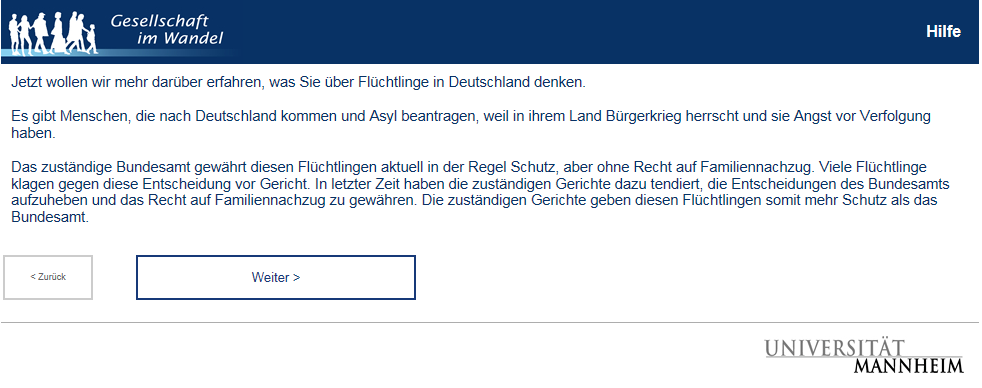 Gesellschaft
im Wandel
Hilfe
Jetzt wollen wir mehr darüber erfahren, was Sie über Flüchtlinge in Deutschland denken.
Es gibt Menschen, die nach Deutschland kommen und Asyl beantragen, weil in ihrem Land Bürgerkrieg herrscht und sie Angst vor Verfolgung
haben.
Das zuständige Bundesamt gewährt diesen Flüchtlingen aktuell in der Regel Schutz, aber ohne Recht auf Familiennachzug. Viele Flüchtlinge
klagen gegen diese Entscheidung vor Gericht. In letzter Zeit haben die zuständigen Gerichte dazu tendiert, die Entscheidungen des Bundesamts
aufzuheben und das Recht auf Familiennachzug zu gewähren. Die zuständigen Gerichte geben diesen Flüchtlingen somit mehr Schutz als das
Bundesamt.
< Zurück
Weiter >
UNIVERSITÄT
MANNHEIM